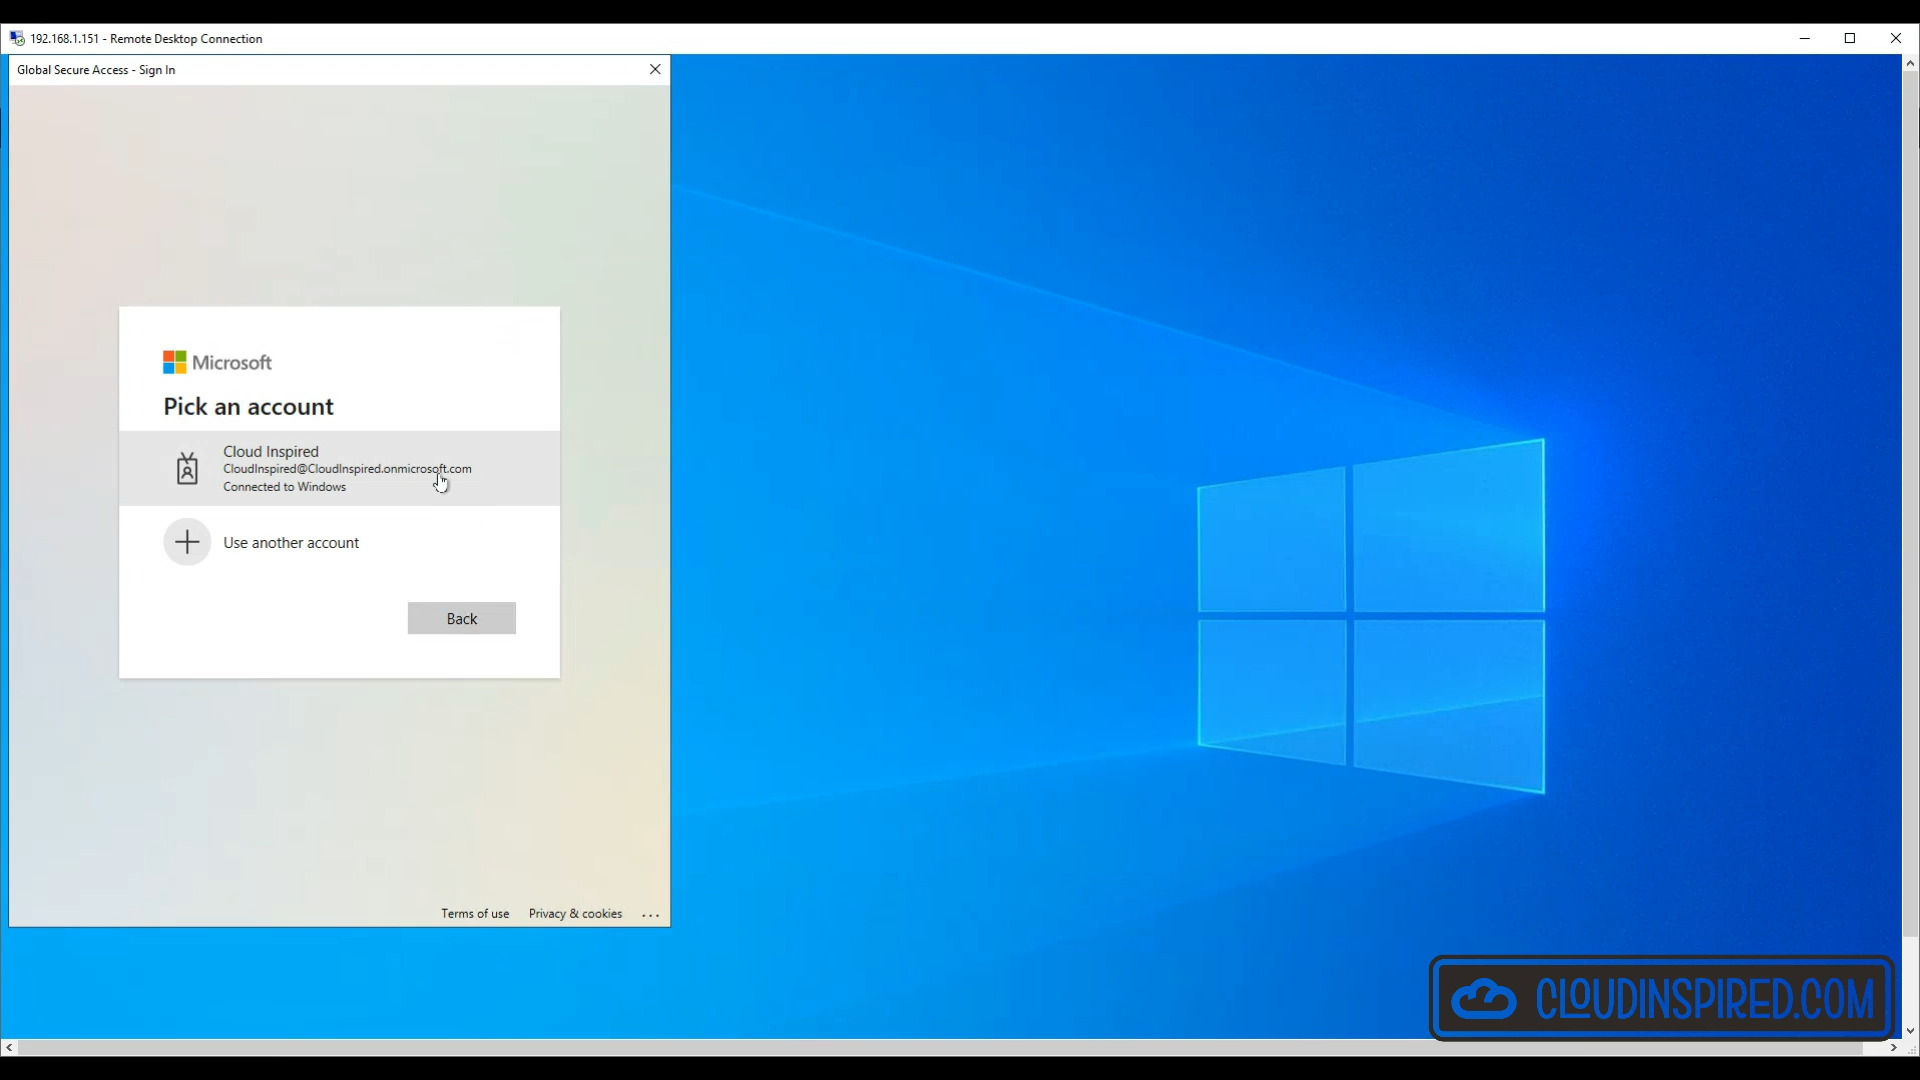 192.168.1.151 - Remote Desktop Connection
Global Secure Access - Sign In
Microsoft
Pick an account
Cloud Inspired
CloudInspired@CloudInspired.onmicrosoft.com
Connected to Windows
Use another account
Back
Terms of use
Privacy & cookies
...
CLOUDINSPIRED.COM